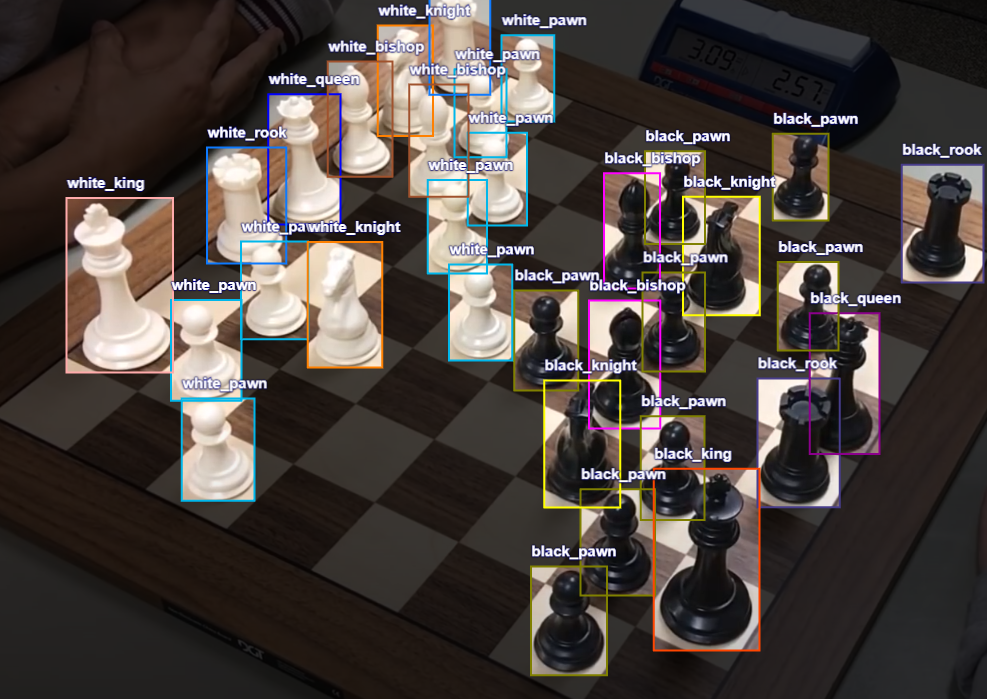 white_knight
white_pawn
white_bishop
white_pawn
white_bishop
white_queen
white_pawn
black_pawn
white_rook
black_pawn
black_rook
black_bishop
white_pawn
black_knight
white_king
white_pawn
white_knight
white_pawn
black_pawn
black_pawn
black_pawn
white_pawn
black_bishop
black_queen
black_knight
black_rook
white_pawn
black_pawn
black_king
black_pawn
black_pawn
3:09
2:57